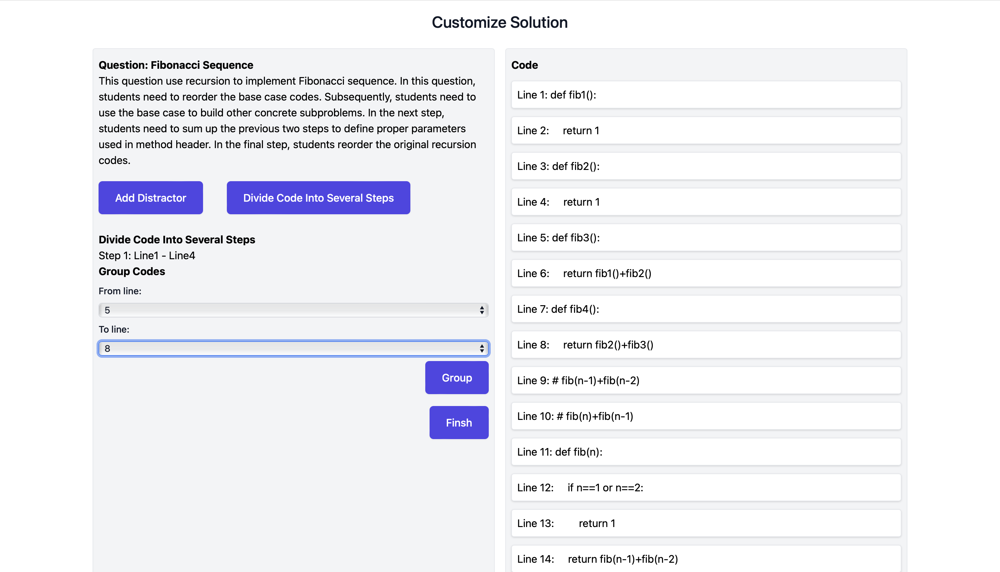 Customize Solution
Question: Fibonacci Sequence
This question use recursion to implement Fibonacci sequence. In this question,
students need to reorder the base case codes. Subsequently, students need to
use the base case to build other concrete subproblems. In the next step,
students need to sum up the previous two steps to define proper parameters
used in method header. In the final step, students reorder the original recursion
codes.
Add Distractor
Divide Code Into Several Steps
Divide Code Into Several Steps
Step 1: Line1 - Line4
Group Codes
From line:
5
To line:
8
Group
Finsh
Code
Line 1: def fib1():
Line 2:     return 1
Line 3: def fib2():
Line 4:     return 1
Line 5: def fib3():
Line 6:     return fib1()+fib2()
Line 7: def fib4():
Line 8:     return fib2()+fib3()
Line 9: # fib(n-1)+fib(n-2)
Line 10: # fib(n)+fib(n-1)
Line 11: def fib(n):
Line 12:     if n==1 or n==2:
Line 13:         return 1
Line 14:     return fib(n-1)+fib(n-2)